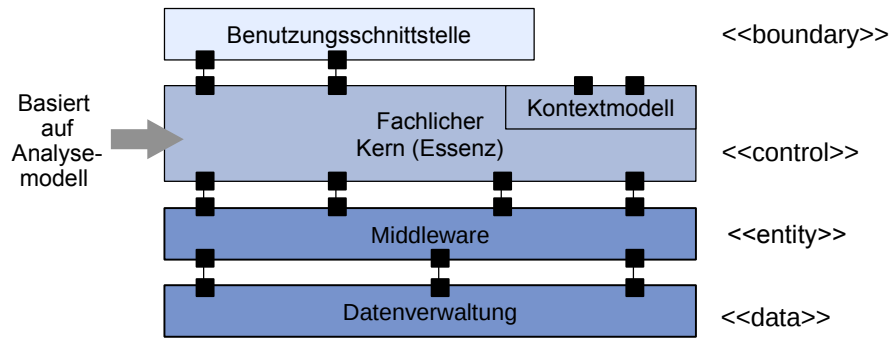 Benutzungsschnittstelle
<<boundary>>
Basiert
auf
Analyse-
modell
Kontextmodell
Fachlicher
Kern (Essenz)
<<control>>
Middleware
<<entity>>
Datenverwaltung
<<data>>